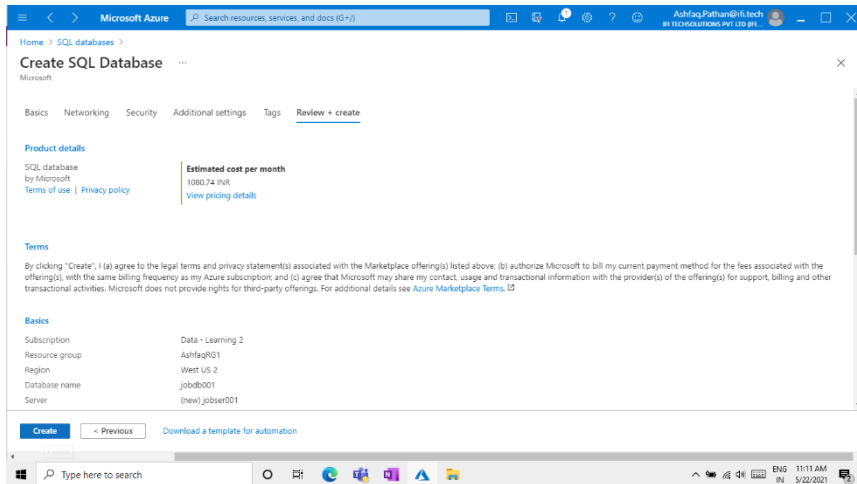 Microsoft Azure
Search resources, services, and docs (G+/)
1
?
Ashfaq.Pathan@ifi.tech
IFI TECHSOLUTIONS PVT LTD (IFI...
Home > SQL databases >
Create SQL Database ...
Microsoft
Basics Networking Security Additional settings Tags Review + create
Product details
SQL database
by Microsoft
Terms of use | Privacy policy
Estimated cost per month
1080.74 INR
View pricing details
Terms
By clicking "Create", I (a) agree to the legal terms and privacy statement(s) associated with the Marketplace offering(s) listed above; (b) authorize Microsoft to bill my current payment method for the fees associated with the
offering(s), with the same billing frequency as my Azure subscription; and (c) agree that Microsoft may share my contact, usage and transactional information with the provider(s) of the offering(s) for support, billing and other
transactional activities. Microsoft does not provide rights for third-party offerings. For additional details see Azure Marketplace Terms.
Basics
Subscription Data - Learning 2
Resource group AshfaqRG1
Region West US 2
Database name jobdb001
Server (new) jobser001
Create < Previous Download a template for automation
Create
Type here to search
ENG 11:11 AM
IN 5/22/2021
2